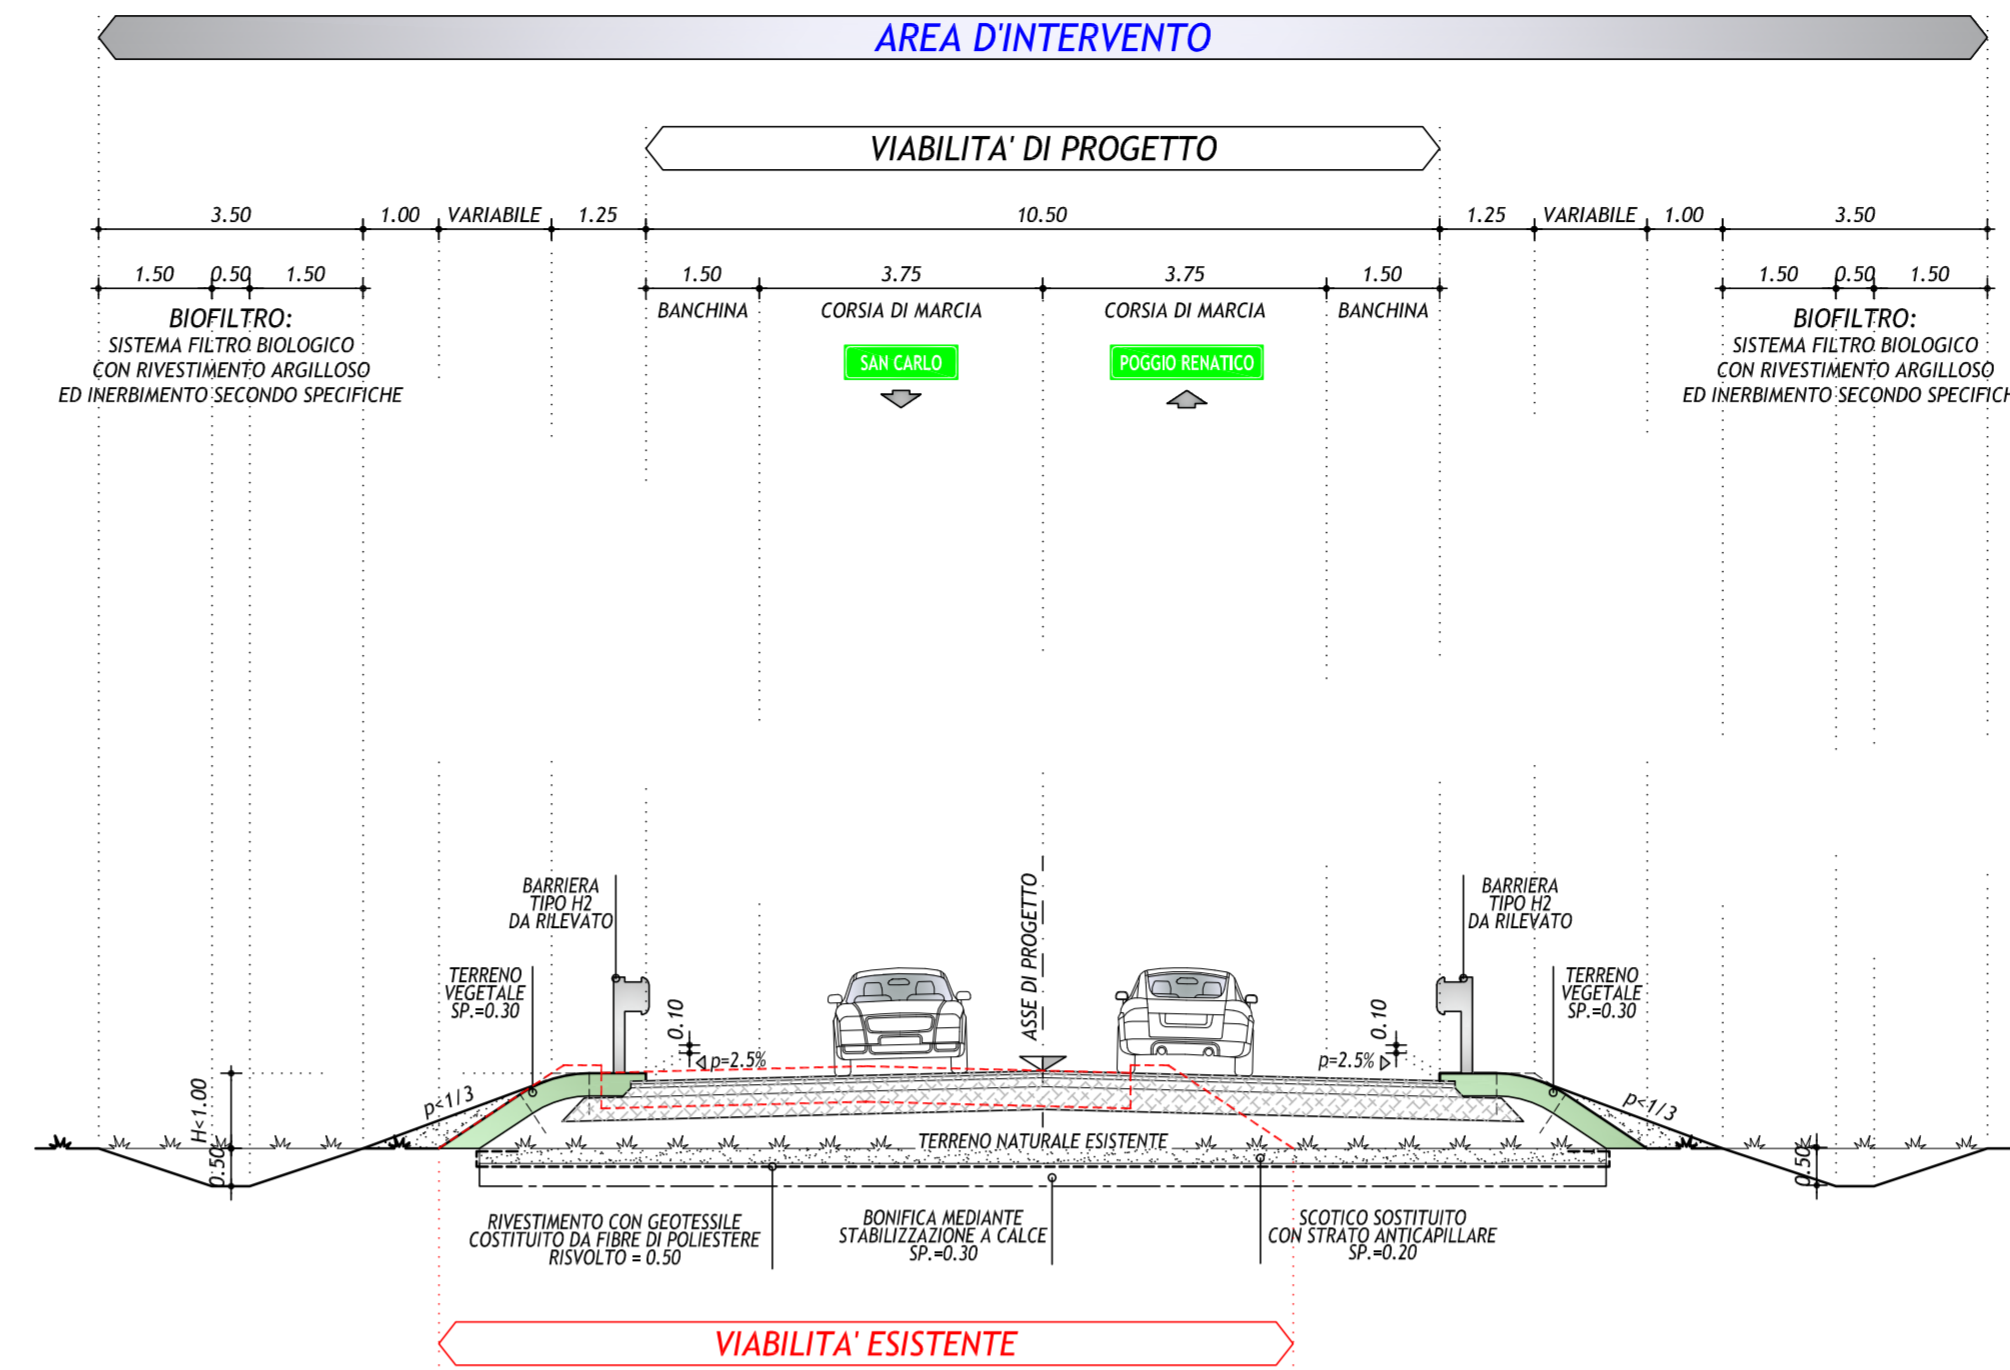 AREA D'INTERVENTO
VIABILITA' DI PROGETTO
3.50 1.00 VARIABILE 1.25 10.50 1.25 VARIABILE 1.00 3.50
1.50 0.50 1.50 1.50 3.75 3.75 1.50 1.50 0.50 1.50
BANCHINA CORSIA DI MARCIA CORSIA DI MARCIA BANCHINA
BIOFILTRO:
SISTEMA FILTRO BIOLOGICO
CON RIVESTIMENTO ARGILLOSO
ED INERBIMENTO SECONDO SPECIFICHE
SAN CARLO
POGGIO RENATICO
BIOFILTRO:
SISTEMA FILTRO BIOLOGICO
CON RIVESTIMENTO ARGILLOSO
ED INERBIMENTO SECONDO SPECIFICH
BARRIERA
TIPO H2
DA RILEVATO
TERRENO
VEGETALE
SP.=0.30
0.10
p=2.5%
ASSE DI PROGETTO
0.10
p=2.5%
BARRIERA
TIPO H2
DA RILEVATO
TERRENO
VEGETALE
SP.=0.30
H<1.00
0.50
p<1/3
p<1/3
0.50
TERRENO NATURALE ESISTENTE
RIVESTIMENTO CON GEOTESSILE
COSTITUITO DA FIBRE DI POLIESTERE
RISVOLTO = 0.50
BONIFICA MEDIANTE
STABILIZZAZIONE A CALCE
SP.=0.30
SCOTICO SOSTITUITO
CON STRATO ANTICAPILLARE
SP.=0.20
VIABILITA' ESISTENTE